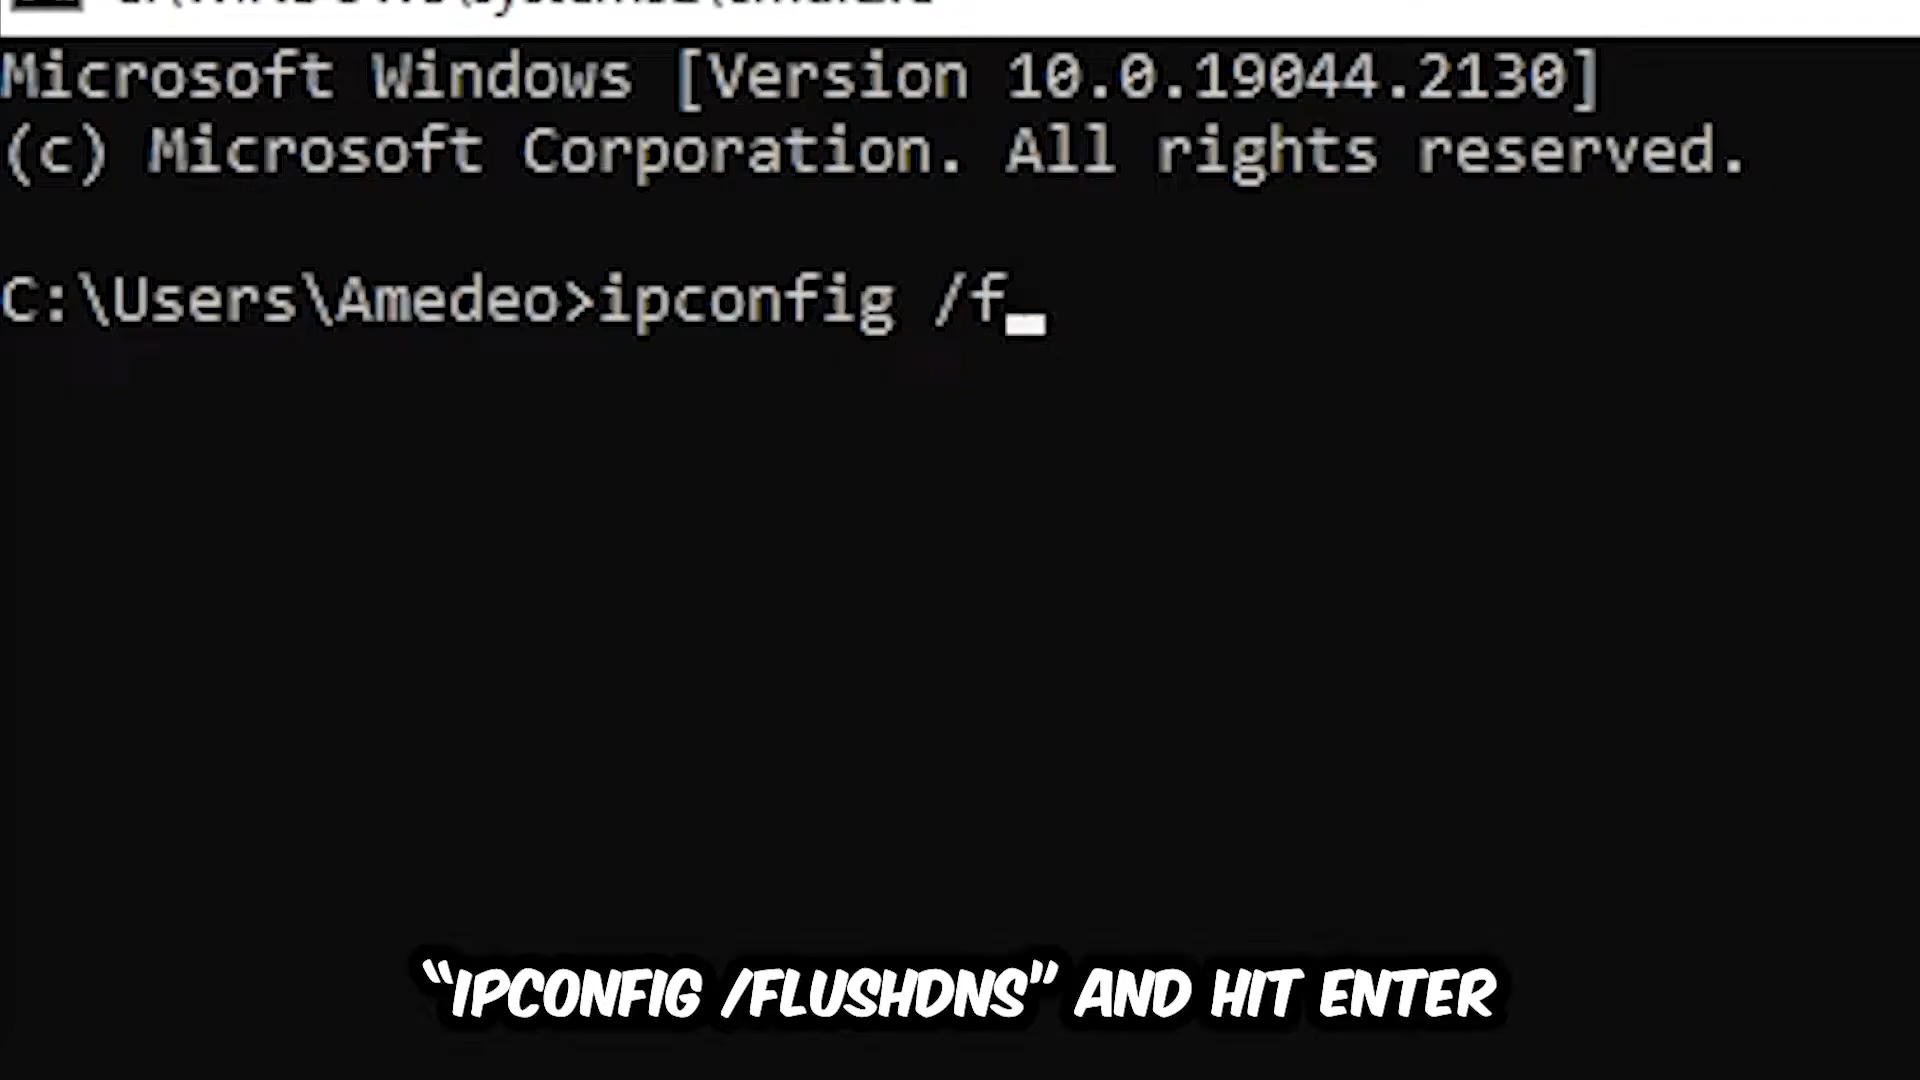 Microsoft Windows [Version 10.0.19044.2130]
(c) Microsoft Corporation. All rights reserved.
C:\Users\Amedeo>ipconfig /f
“IPCONFIG /FLUSHDNS” AND HIT ENTER